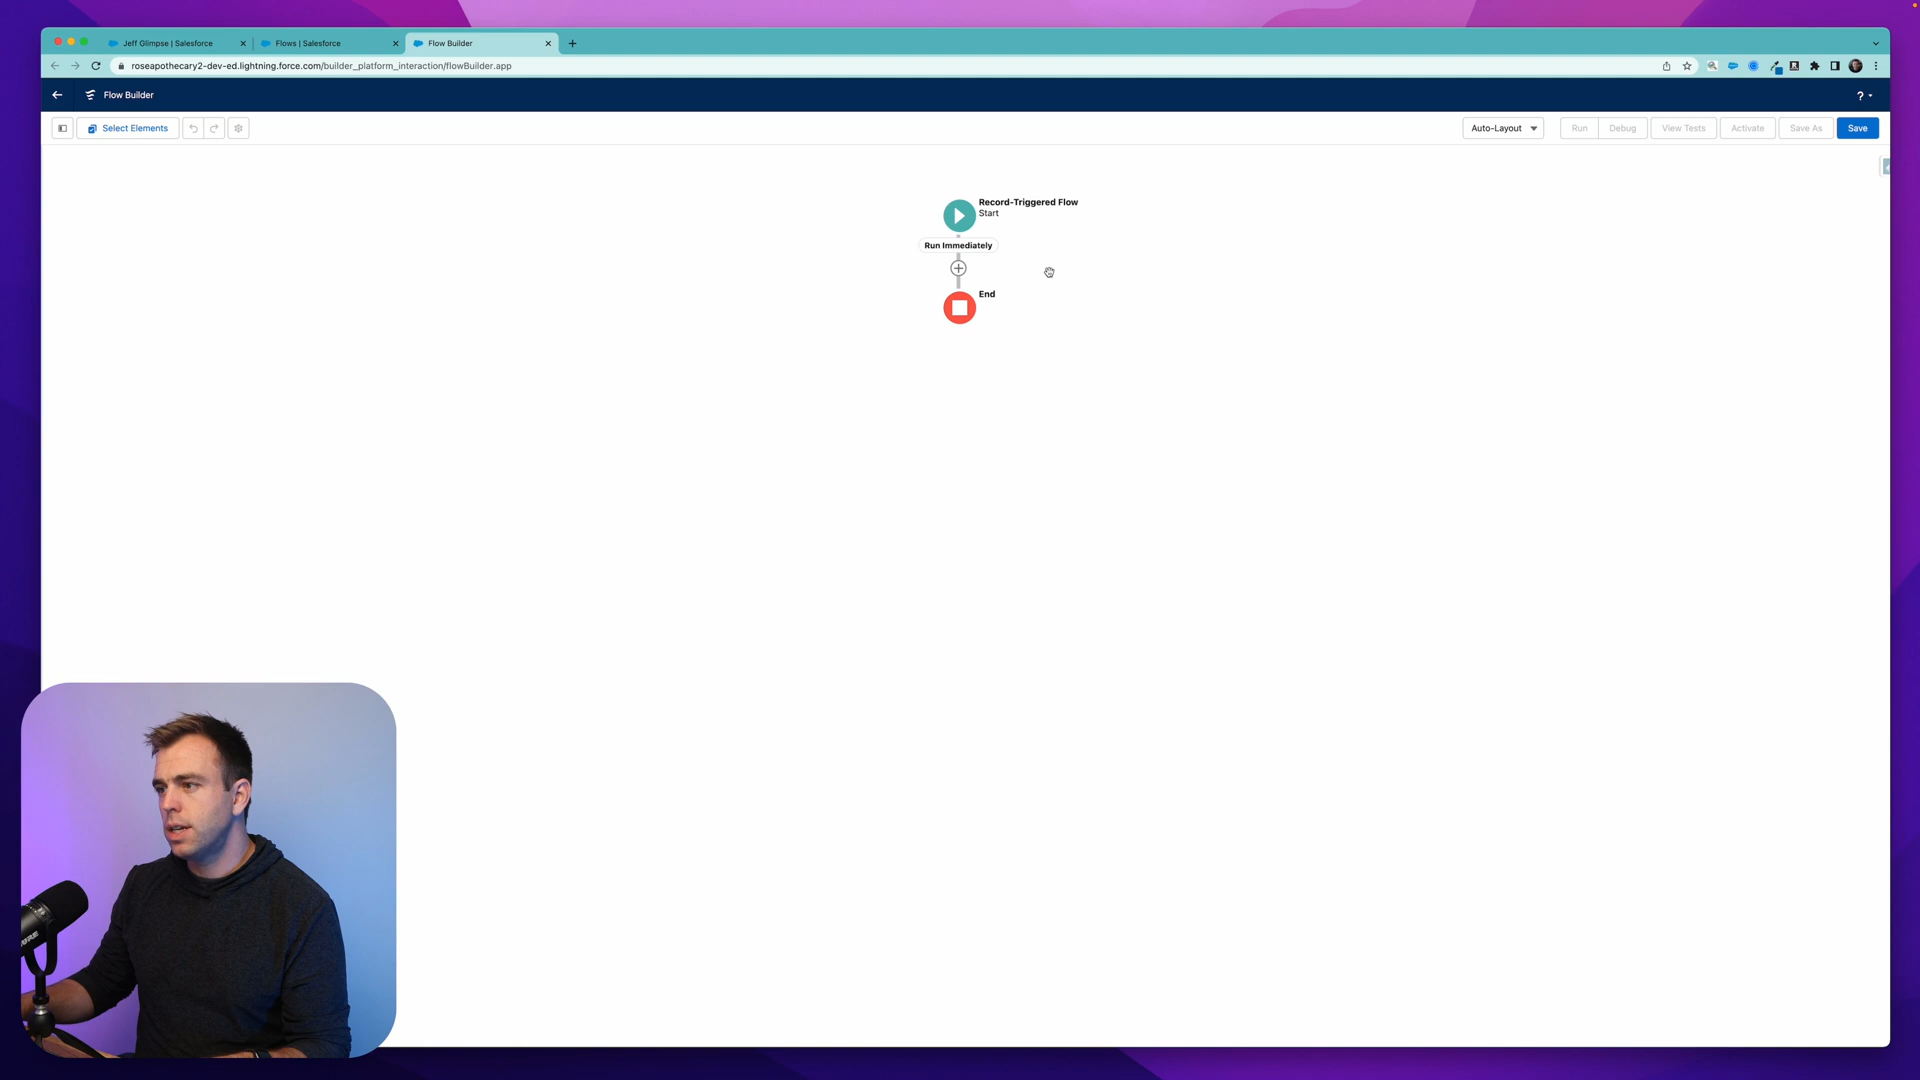 Jeff Glimpse | Salesforce
Flows | Salesforce
Flow Builder
roseapothecary2-dev-ed.lightning.force.com/builder_platform_interaction/flowBuilder.app
Flow Builder
?
Select Elements
Auto-Layout
Run
Debug
View Tests
Activate
Save As
Save
Record-Triggered Flow
Start
Run Immediately
End